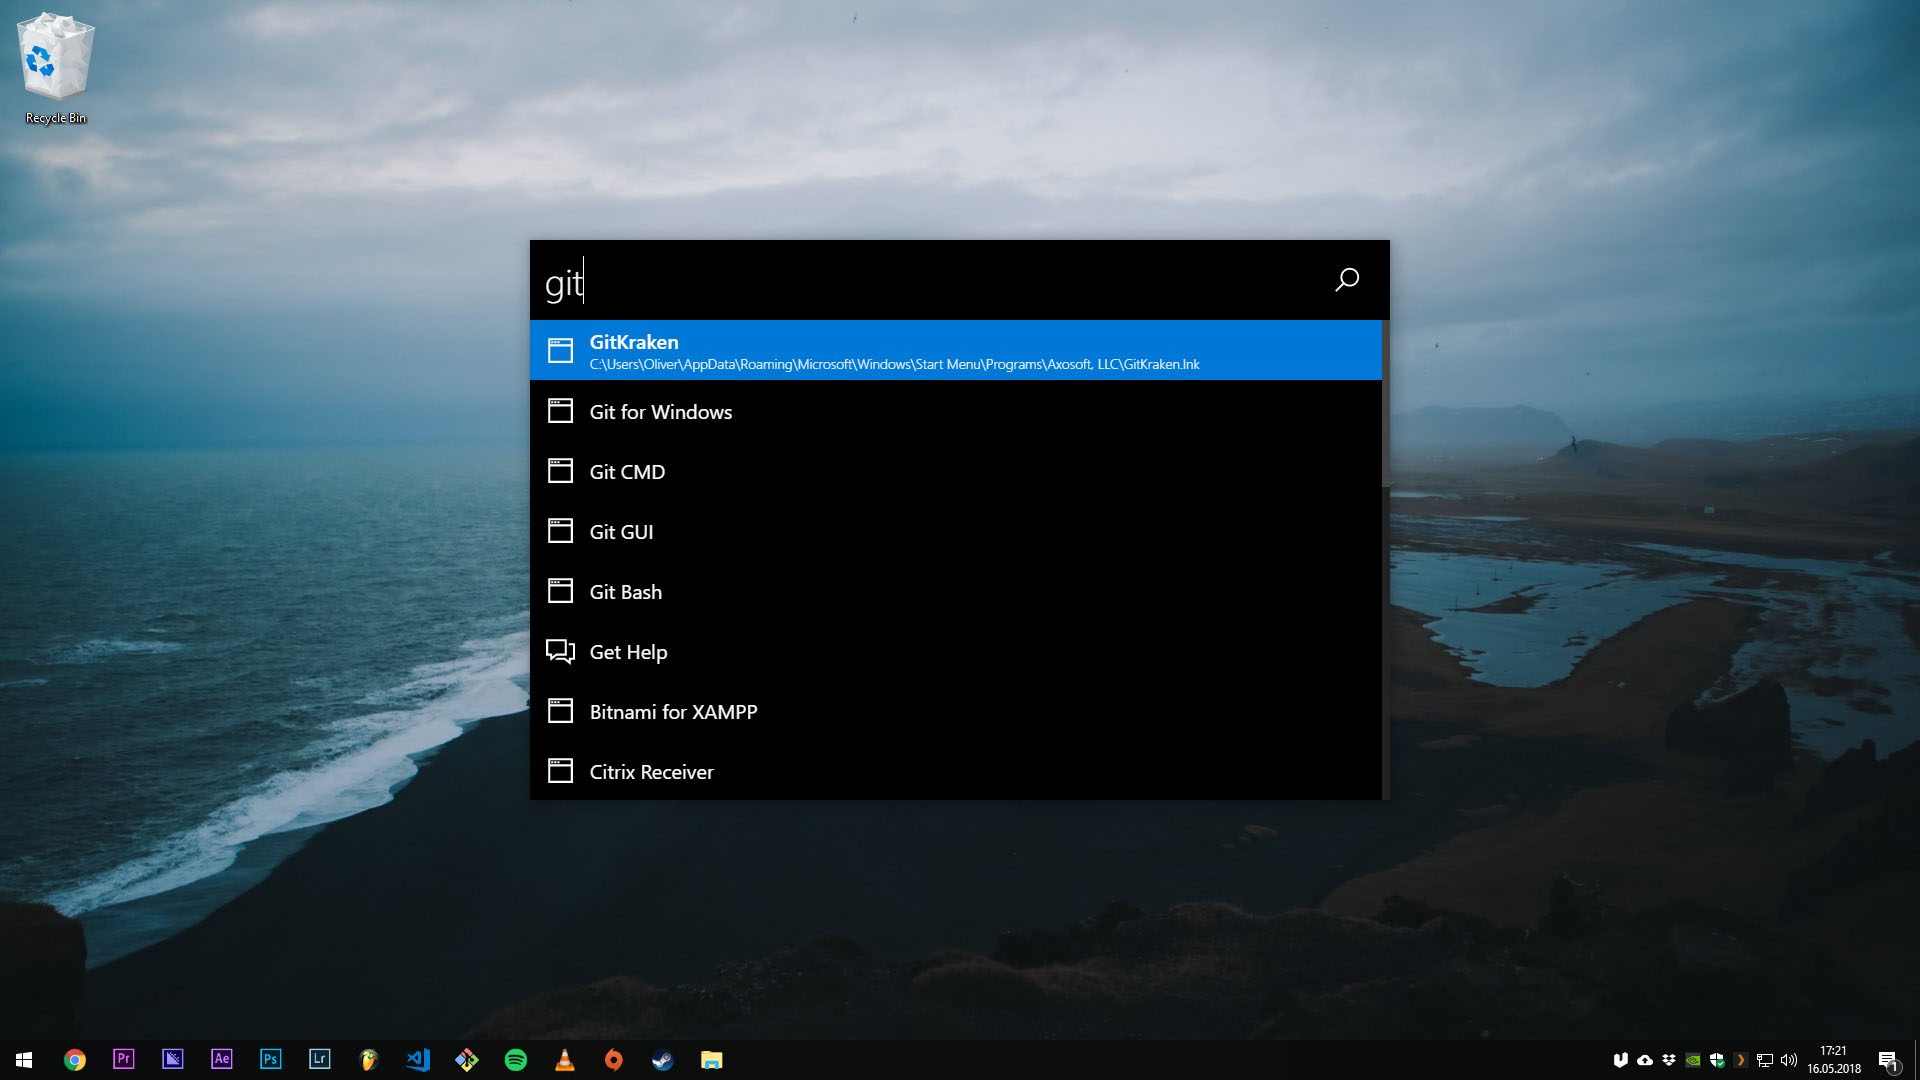 Recycle Bin
git
GitKraken
C:\Users\Oliver\AppData\Roaming\Microsoft\Windows\Start Menu\Programs\Axosoft, LLC\GitKraken.lnk
Git for Windows
Git CMD
Git GUI
Git Bash
Get Help
Bitnami for XAMPP
Citrix Receiver
Pr
Ae
Ps
Lr
17:21
16.05.2018
1